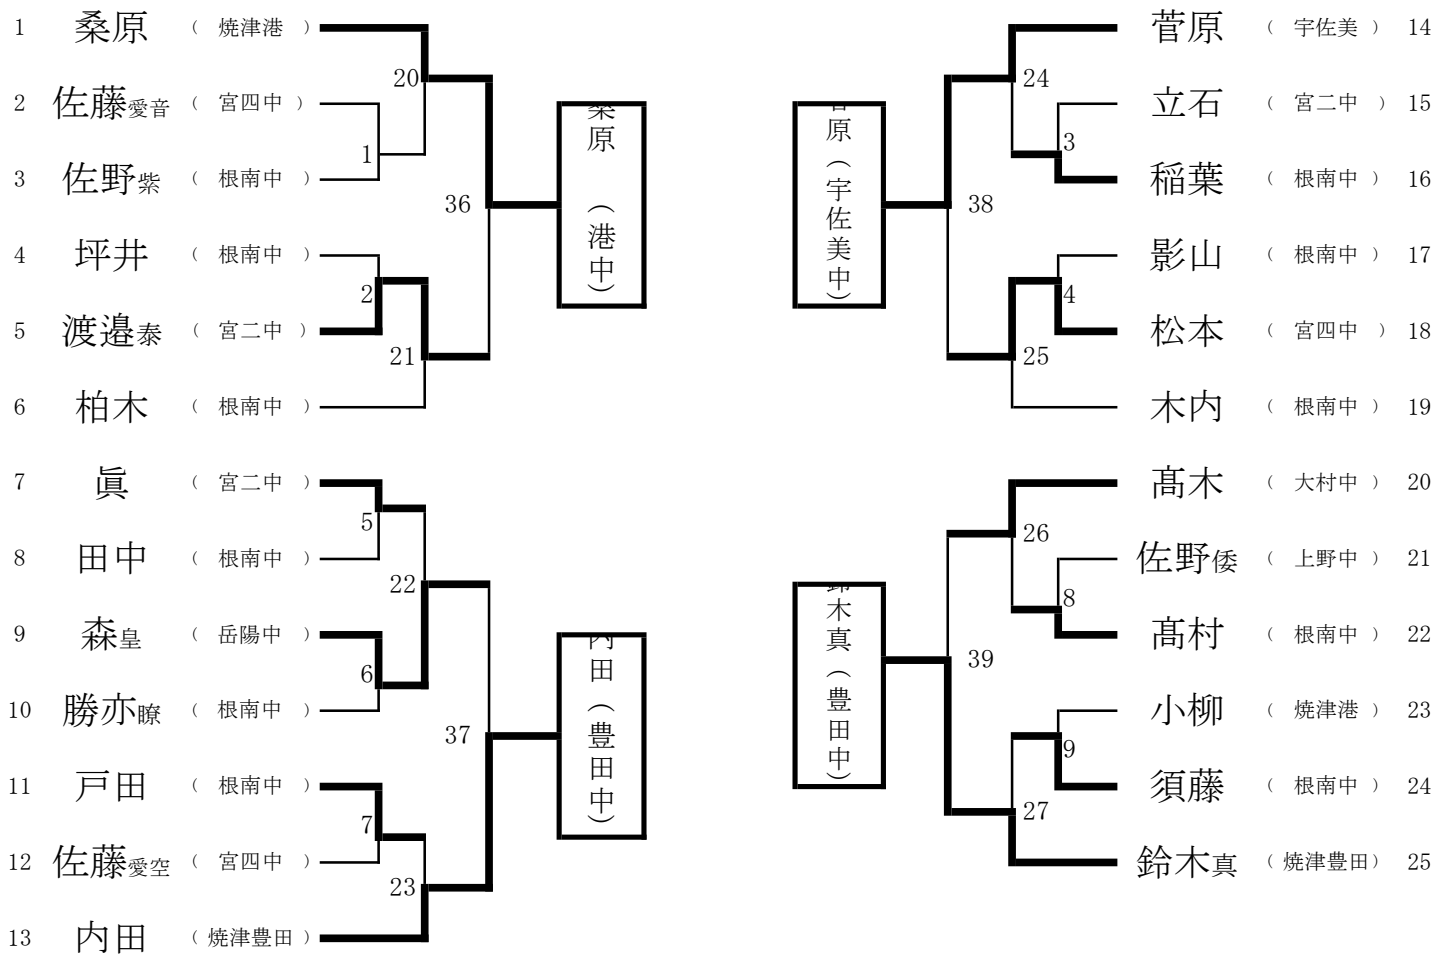 1 桑原 （ 焼津港 ）
2 佐藤愛音 （ 宮四中 ）
3 佐野紫 （ 根南中 ）
4 坪井 （ 根南中 ）
5 渡邉泰 （ 宮二中 ）
6 柏木 （ 根南中 ）
7 眞 （ 宮二中 ）
8 田中 （ 根南中 ）
9 森皇 （ 岳陽中 ）
10 勝亦瞭 （ 根南中 ）
11 戸田 （ 根南中 ）
12 佐藤愛空 （ 宮四中 ）
13 内田 （ 焼津豊田 ）
20
1
36
2
21
5
22
6
37
7
23
桑原 （港中）
内田（豊田中）
菅原（宇佐美中）
鈴木真（豊田中）
24
3
38
4
25
26
8
39
9
27
菅原 （ 宇佐美 ） 14
立石 （ 宮二中 ） 15
稲葉 （ 根南中 ） 16
影山 （ 根南中 ） 17
松本 （ 宮四中 ） 18
木内 （ 根南中 ） 19
髙木 （ 大村中 ） 20
佐野倭 （ 上野中 ） 21
髙村 （ 根南中 ） 22
小柳 （ 焼津港 ） 23
須藤 （ 根南中 ） 24
鈴木真 （ 焼津豊田 ） 25